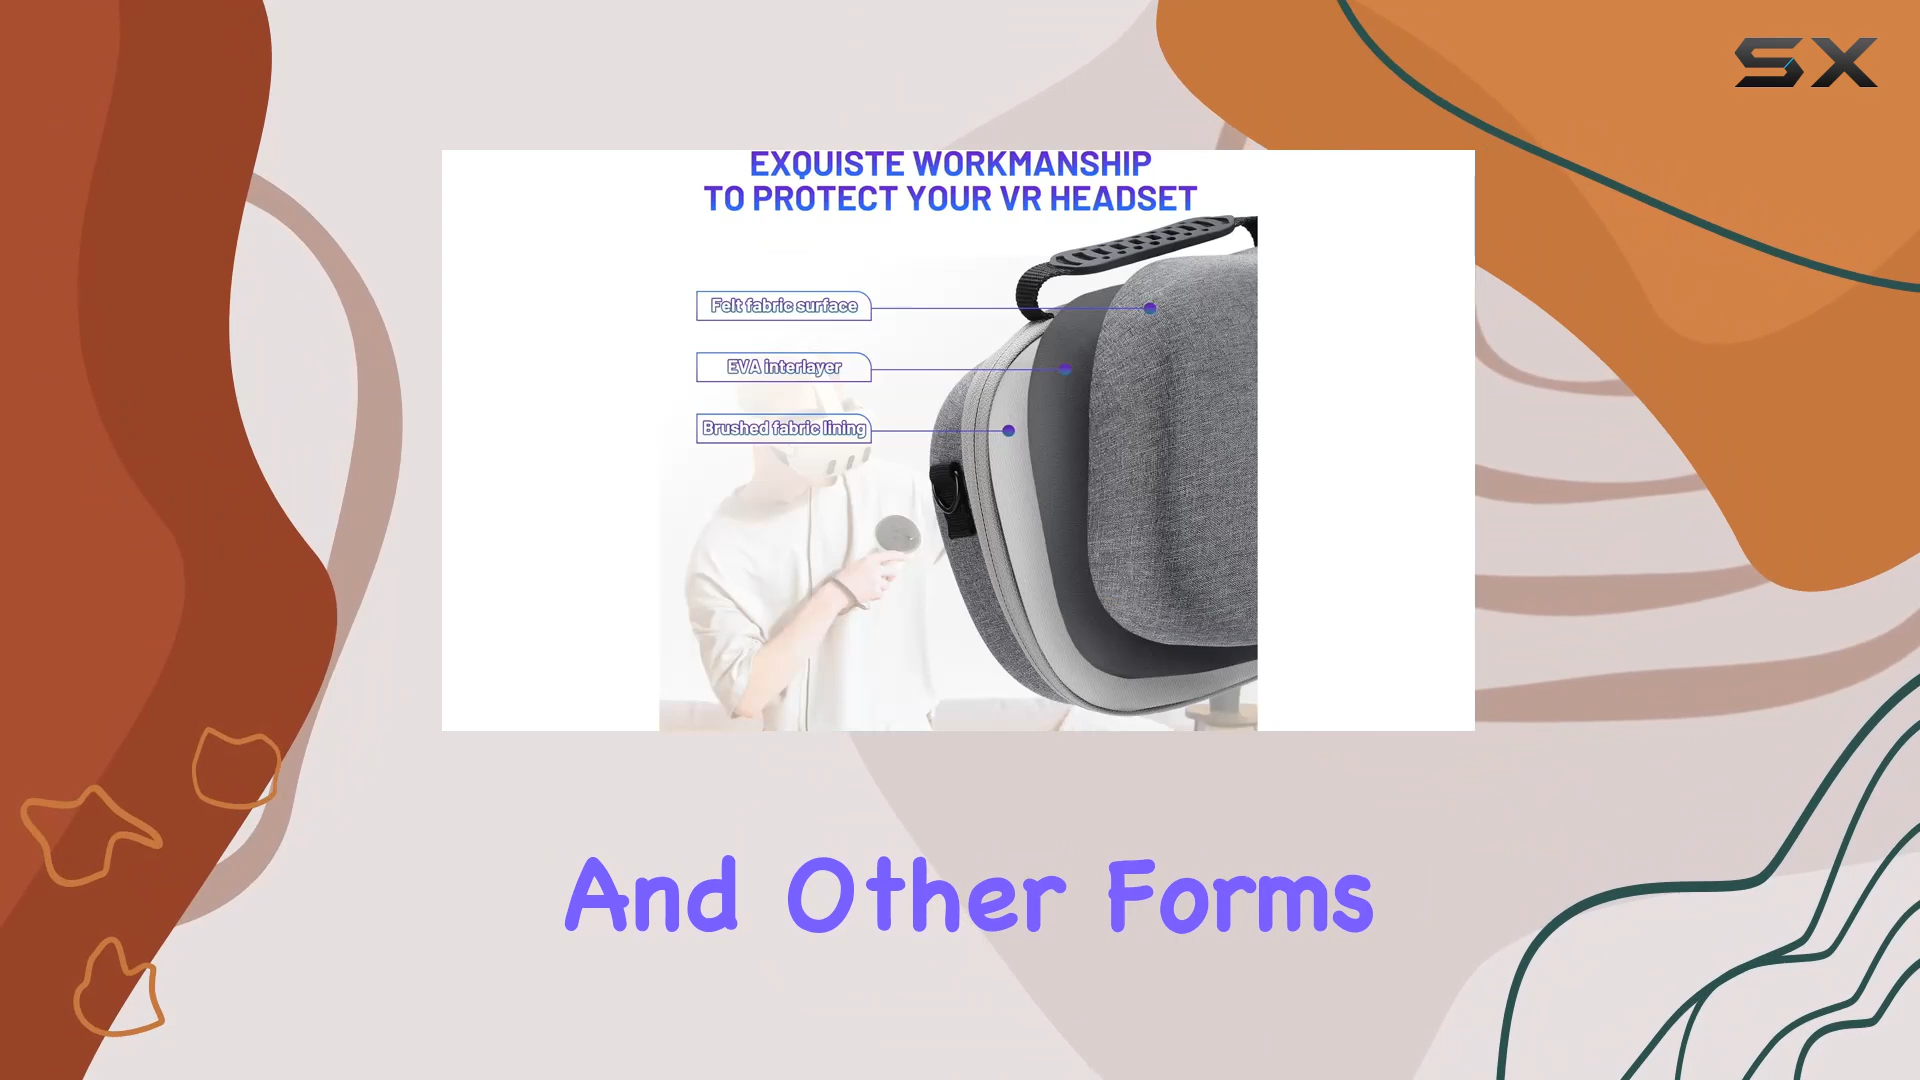 SX
EXQUISTE WORKMANSHIP
TO PROTECT YOUR VR HEADSET
Felt fabric surface
EVA interlayer
Brushed fabric lining
And Other Forms